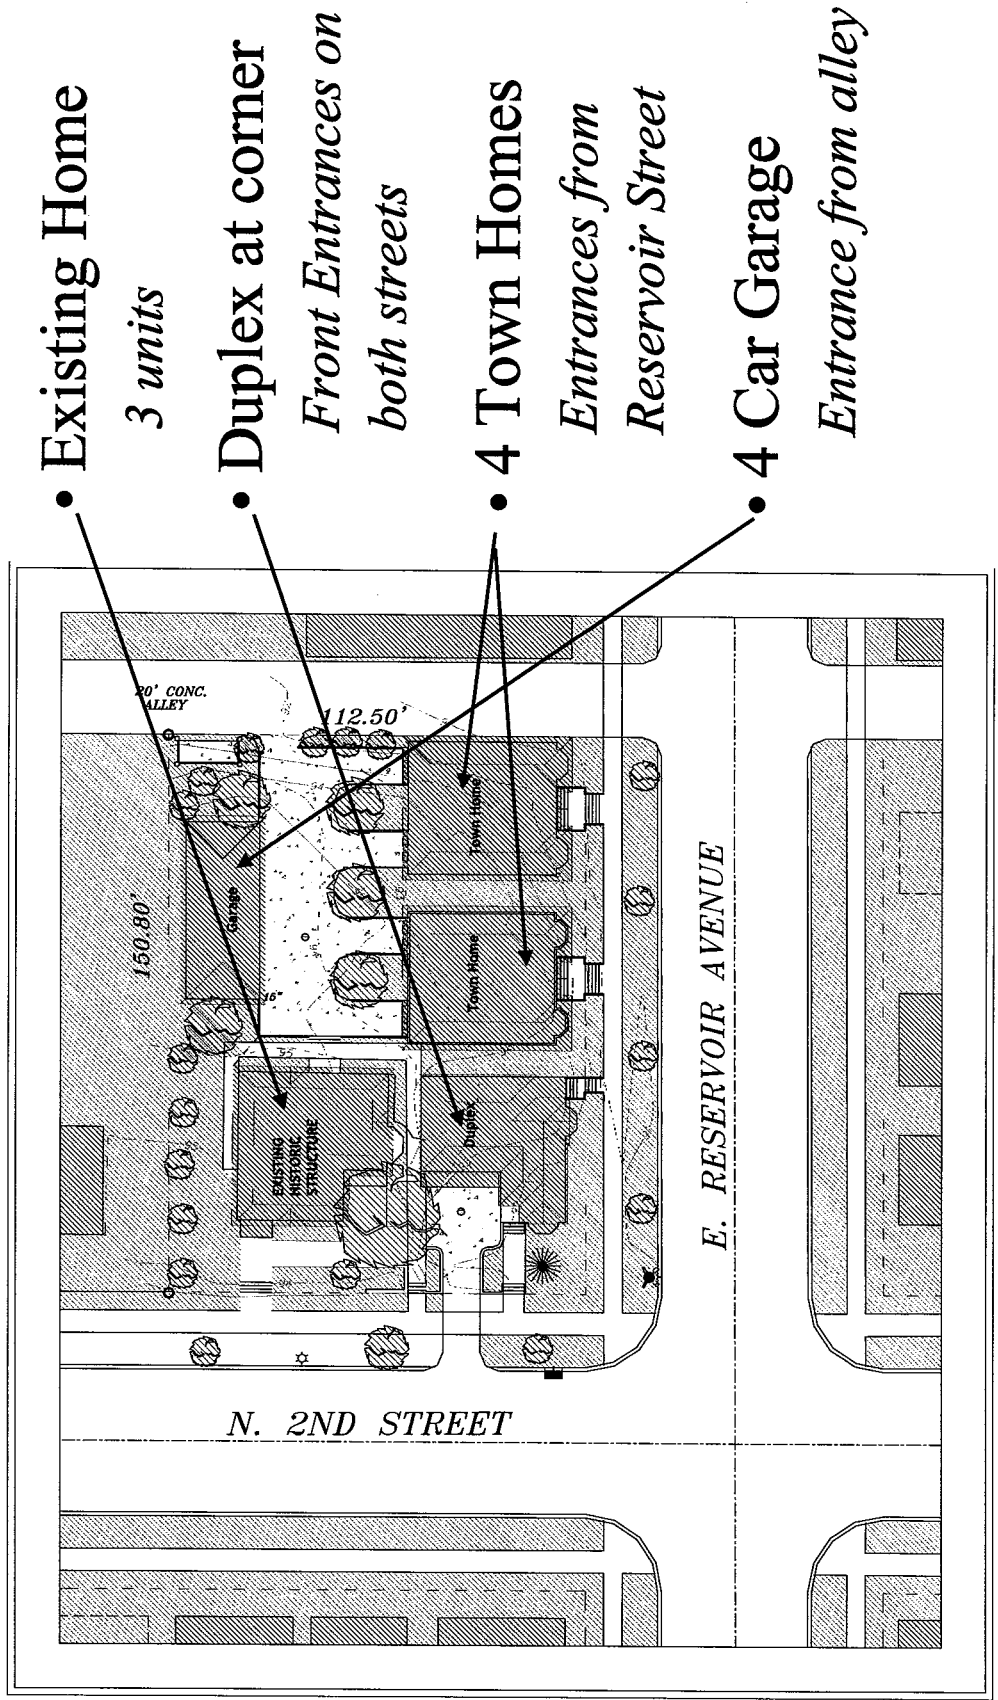 • Existing Home
3 units
• Duplex at corner
Front Entrances on
both streets
• 4 Town Homes
Entrances from
Reservoir Street
• 4 Car Garage
Entrance from alley
20' CONC.
ALLEY
112.50'
150.80'
Garage
16"
Town Home
Town Home
EXISTING
HISTORIC
STRUCTURE
Duplex
N. 2ND STREET
E. RESERVOIR AVENUE